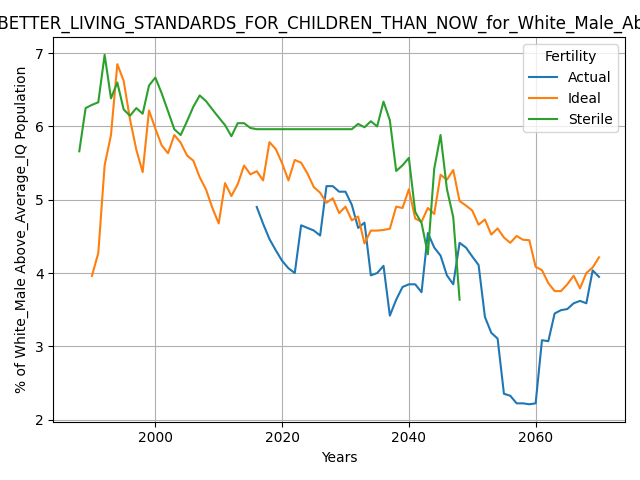 BETTER_LIVING_STANDARDS_FOR_CHILDREN_THAN_NOW_for_White_Male_Ab
% of White_Male Above_Average_IQ Population
7
6
5
4
3
2
Fertility
Actual
Ideal
Sterile
2000 2020 2040 2060
Years